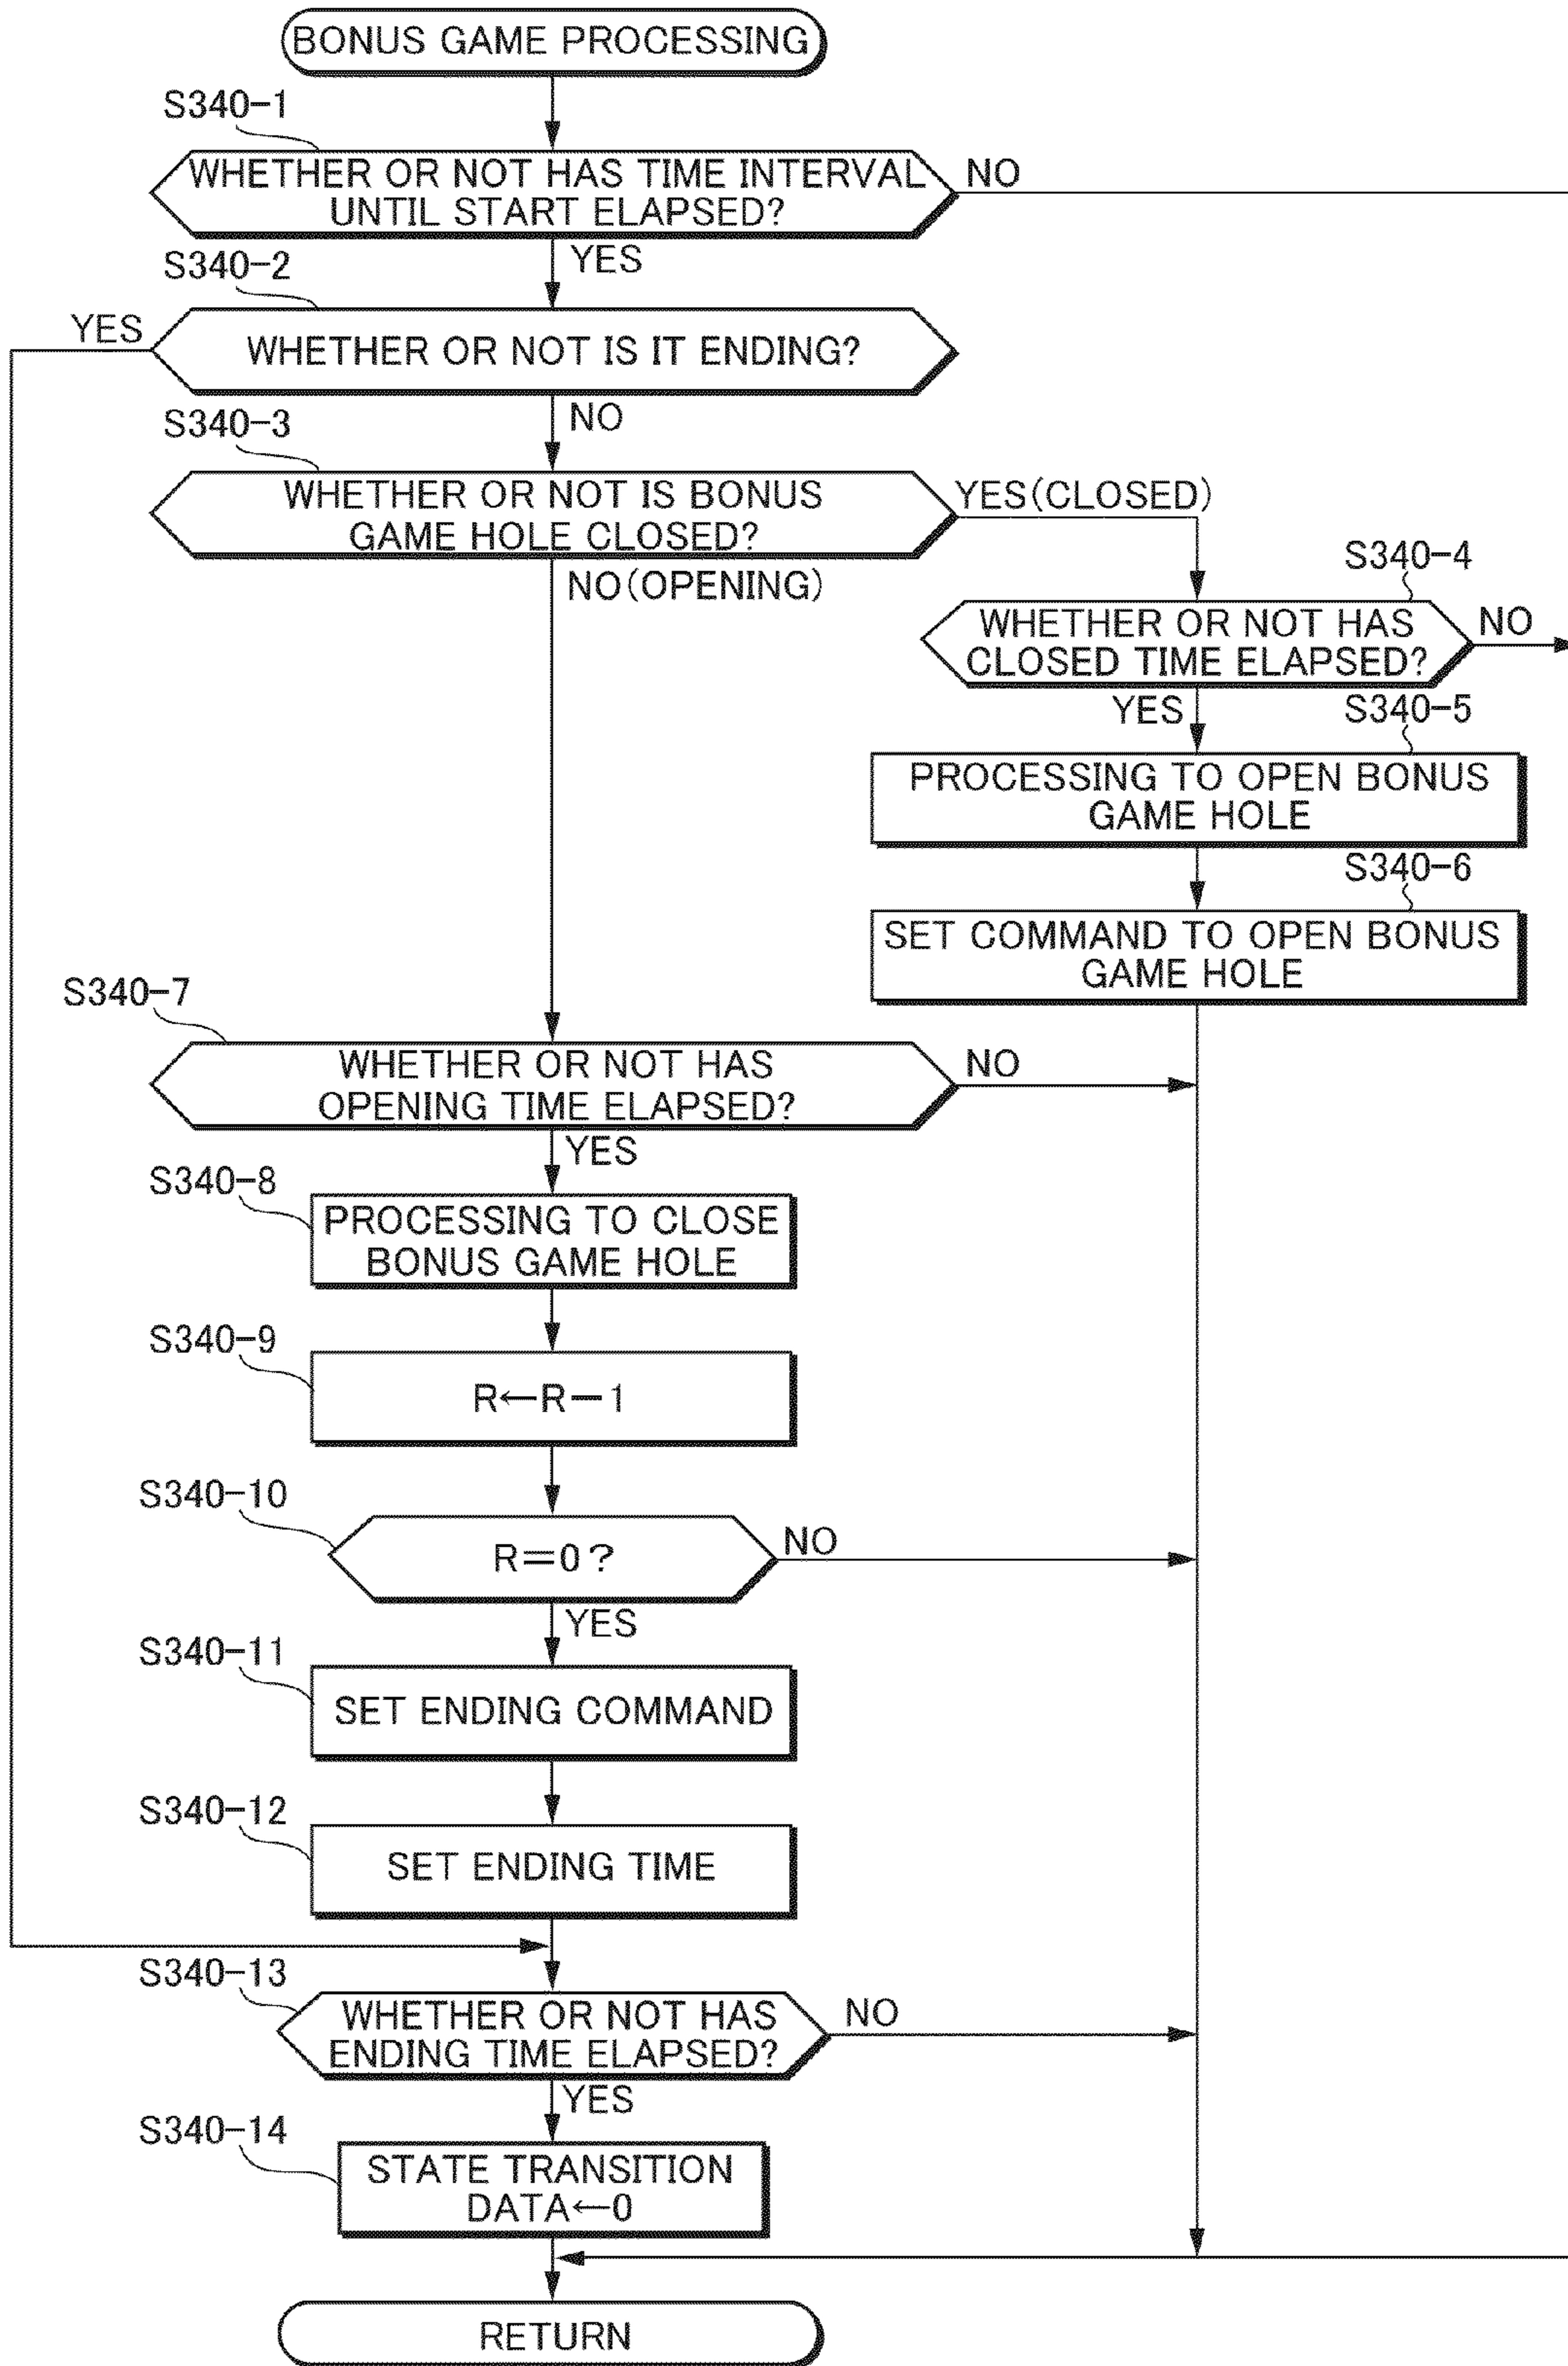 BONUS GAME PROCESSING
S340-1
WHETHER OR NOT HAS TIME INTERVAL
UNTIL START ELAPSED?
NO
YES
S340-2
YES
WHETHER OR NOT IS IT ENDING?
NO
S340-3
WHETHER OR NOT IS BONUS
GAME HOLE CLOSED?
YES(CLOSED)
NO(OPENING)
S340-4
WHETHER OR NOT HAS
CLOSED TIME ELAPSED?
NO
YES
S340-5
PROCESSING TO OPEN BONUS
GAME HOLE
S340-6
SET COMMAND TO OPEN BONUS
GAME HOLE
S340-7
WHETHER OR NOT HAS
OPENING TIME ELAPSED?
NO
YES
S340-8
PROCESSING TO CLOSE
BONUS GAME HOLE
S340-9
R←R−1
S340-10
R=0?
NO
YES
S340-11
SET ENDING COMMAND
S340-12
SET ENDING TIME
S340-13
WHETHER OR NOT HAS
ENDING TIME ELAPSED?
NO
YES
S340-14
STATE TRANSITION
DATA←0
RETURN